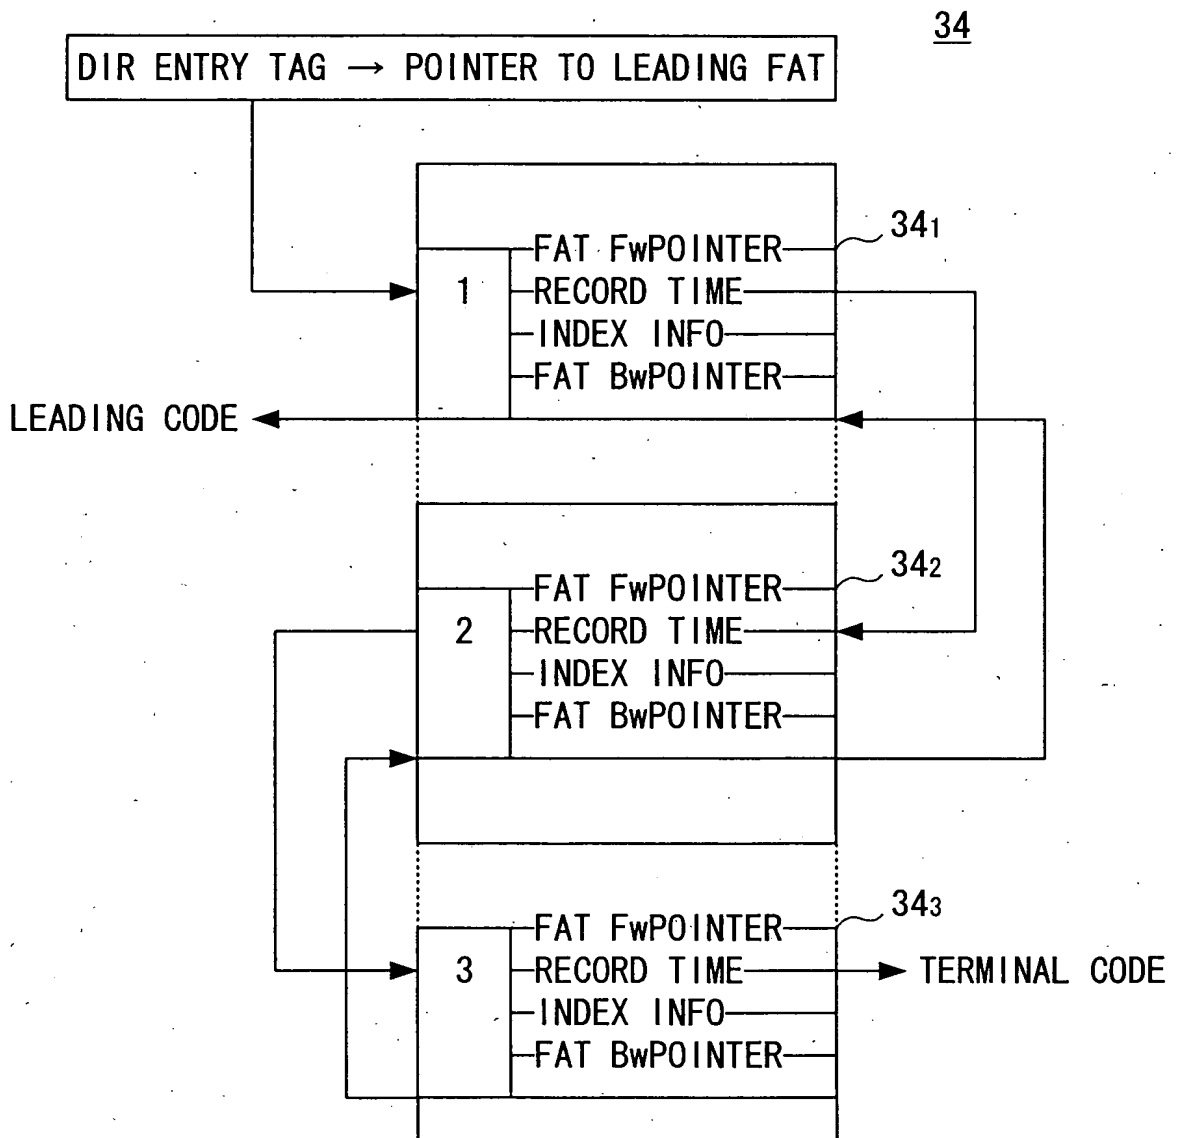 34
DIR ENTRY TAG → POINTER TO LEADING FAT
FAT FwPOINTER
341
1
RECORD TIME
INDEX INFO
FAT BwPOINTER
LEADING CODE
FAT FwPOINTER
342
2
RECORD TIME
INDEX INFO
FAT BwPOINTER
FAT FwPOINTER
343
3
RECORD TIME
TERMINAL CODE
INDEX INFO
FAT BwPOINTER